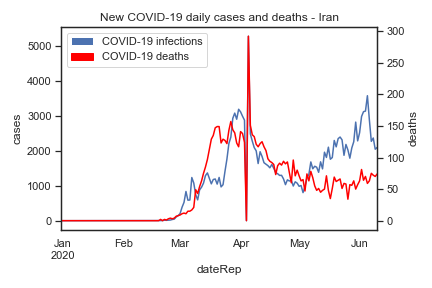 New COVID-19 daily cases and deaths - Iran
COVID-19 infections
COVID-19 deaths
5000
4000
3000
2000
1000
0
cases
300
250
200
150
100
50
0
deaths
Jan
2020
Feb
Mar
Apr
May
Jun
dateRep